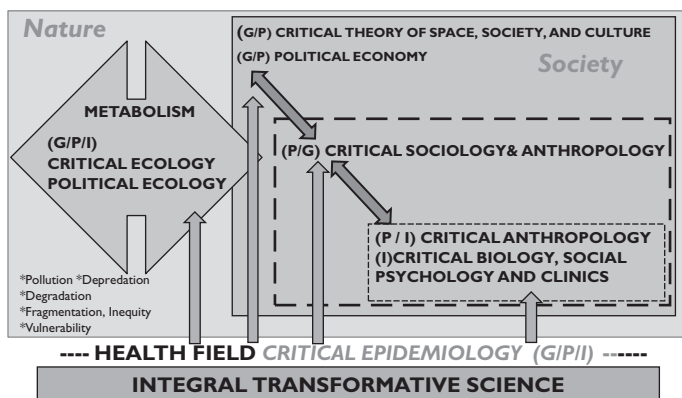 Nature
(G/P) CRITICAL THEORY OF SPACE, SOCIETY, AND CULTURE
(G/P) POLITICAL ECONOMY
Society
METABOLISM
(G/P/I)
CRITICAL ECOLOGY
POLITICAL ECOLOGY
(P/G) CRITICAL SOCIOLOGY& ANTHROPOLOGY
(P / I) CRITICAL ANTHROPOLOGY
(I)CRITICAL BIOLOGY, SOCIAL
PSYCHOLOGY AND CLINICS
*Pollution *Depredation
*Degradation
*Fragmentation, Inequity
*Vulnerability
---- HEALTH FIELD CRITICAL EPIDEMIOLOGY (G/P/I) ------
INTEGRAL TRANSFORMATIVE SCIENCE